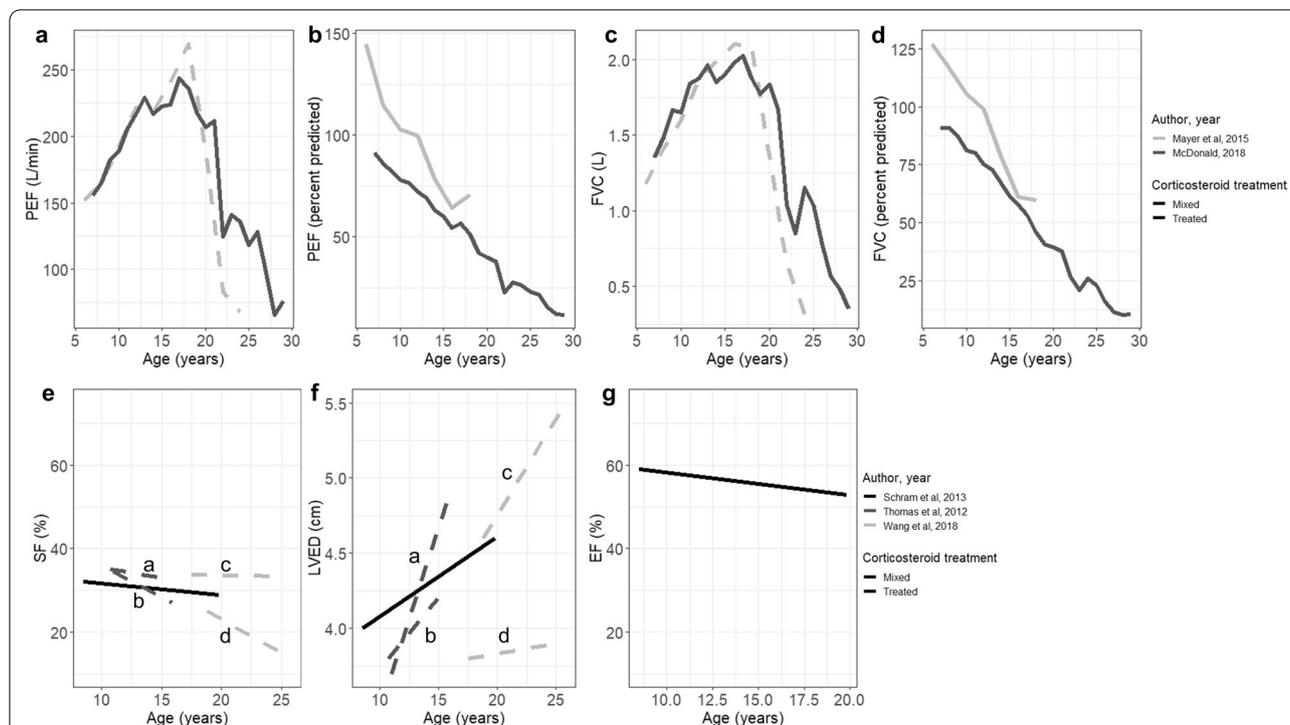 a
b
c
d
250
200
150
100
PEF (L/min)
5 10 15 20 25 30
Age (years)
150
100
50
PEF (percent predicted)
5 10 15 20 25 30
Age (years)
2.0
1.5
1.0
0.5
FVC (L)
5 10 15 20 25 30
Age (years)
125
100
75
50
25
FVC (percent predicted)
5 10 15 20 25 30
Age (years)
Author, year
Mayer et al, 2015
McDonald, 2018
Corticosteroid treatment
Mixed
Treated
e
f
g
60
40
20
SF (%)
a
b
c
d
10 15 20 25
Age (years)
5.5
5.0
4.5
4.0
LVED (cm)
a
b
c
d
10 15 20 25
Age (years)
60
40
20
EF (%)
10.0 12.5 15.0 17.5 20.0
Age (years)
Author, year
Schram et al, 2013
Thomas et al, 2012
Wang et al, 2018
Corticosteroid treatment
Mixed
Treated